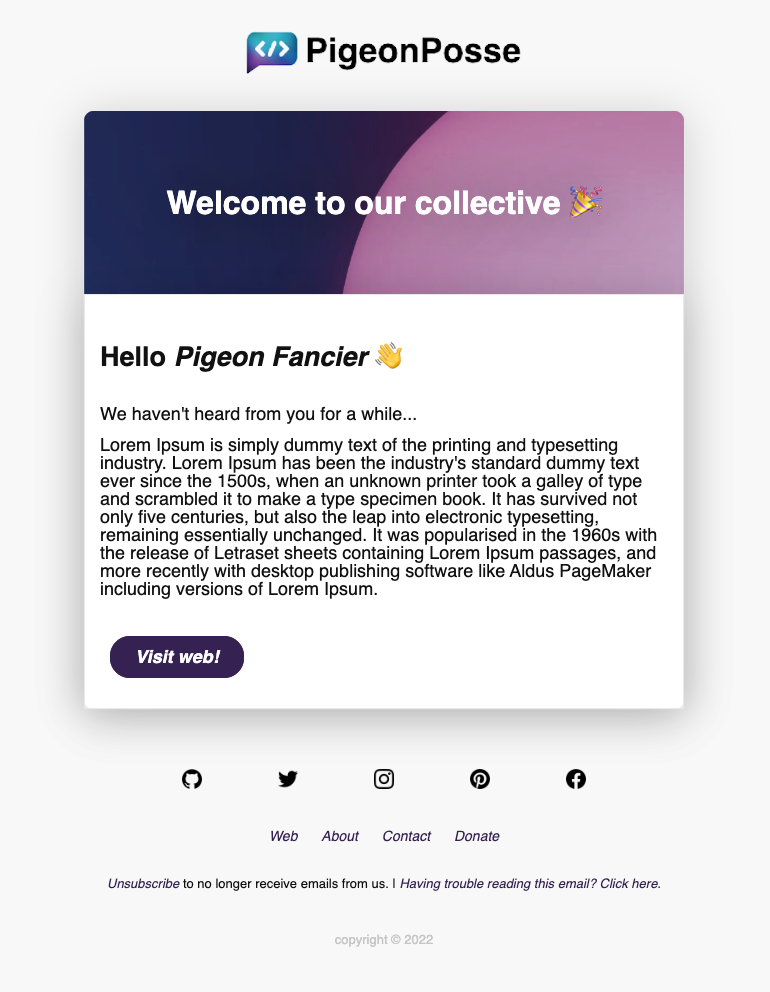 </> PigeonPosse
Welcome to our collective 🎉
Hello Pigeon Fancier 👋
We haven't heard from you for a while...
Lorem Ipsum is simply dummy text of the printing and typesetting
industry. Lorem Ipsum has been the industry's standard dummy text
ever since the 1500s, when an unknown printer took a galley of type
and scrambled it to make a type specimen book. It has survived not
only five centuries, but also the leap into electronic typesetting,
remaining essentially unchanged. It was popularised in the 1960s with
the release of Letraset sheets containing Lorem Ipsum passages, and
more recently with desktop publishing software like Aldus PageMaker
including versions of Lorem Ipsum.
Visit web!
Web About Contact Donate
Unsubscribe to no longer receive emails from us. | Having trouble reading this email? Click here.
copyright © 2022